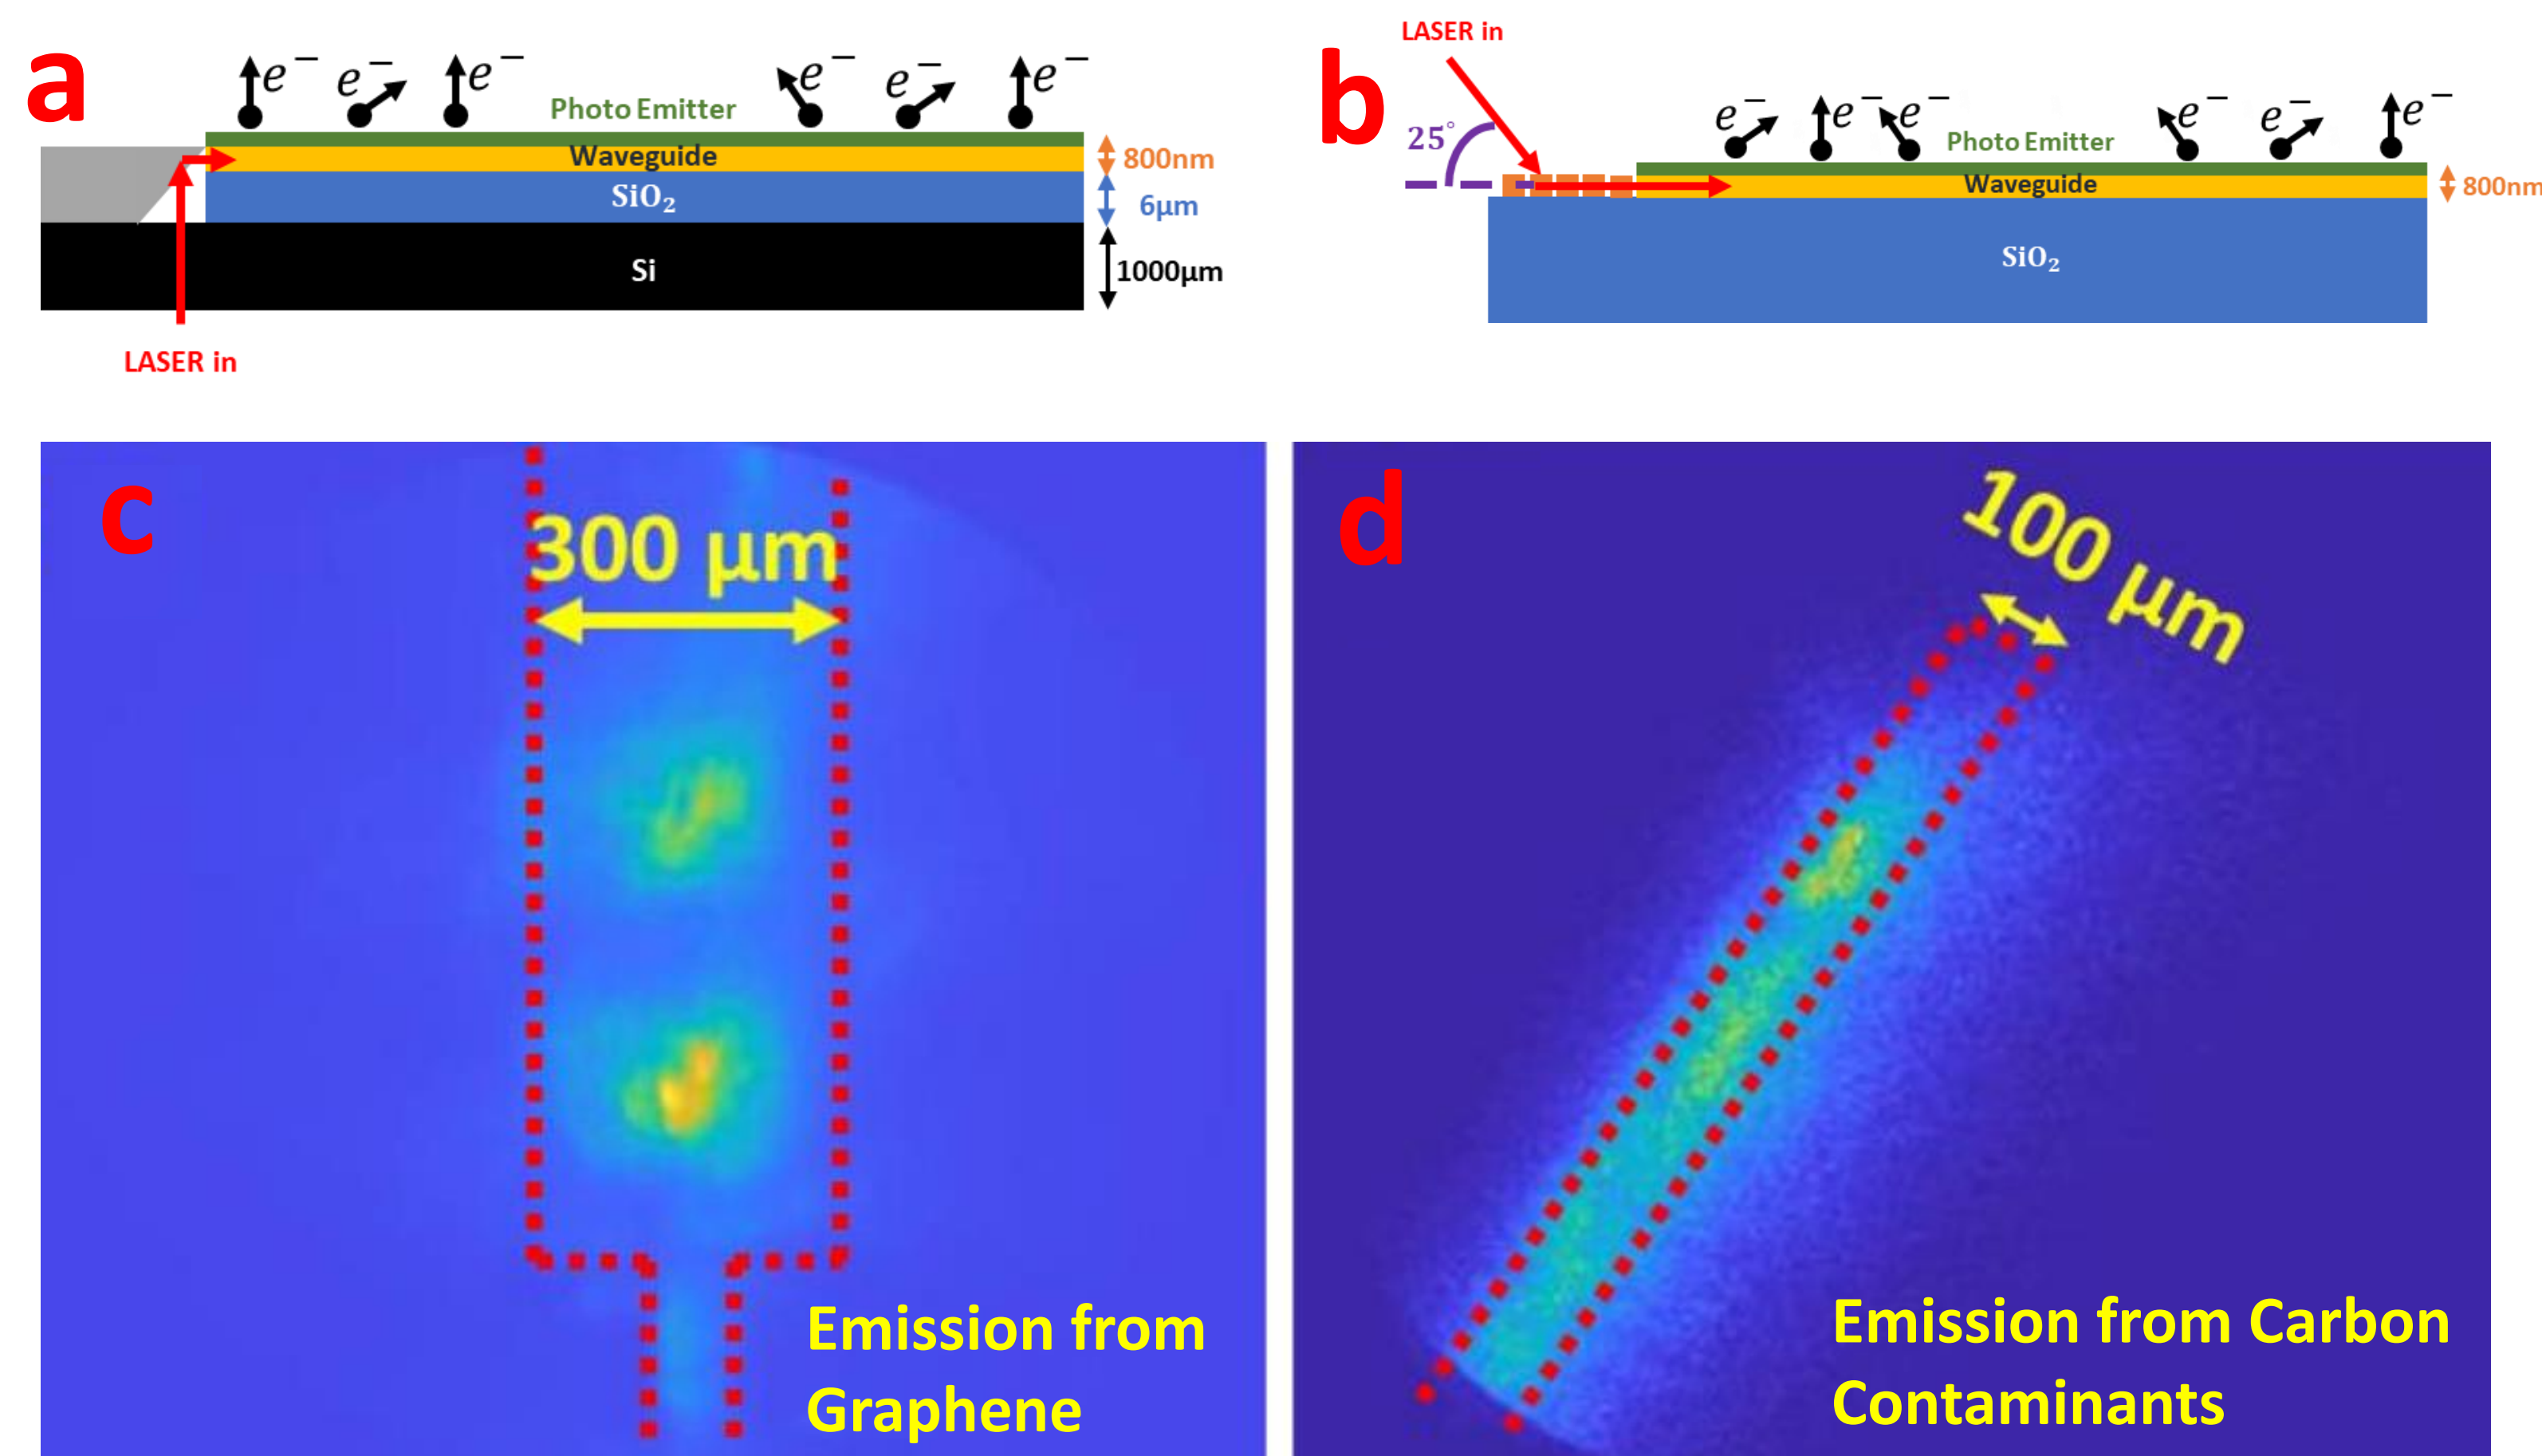 a
e⁻ e⁻ e⁻ e⁻ e⁻ e⁻
Photo Emitter
Waveguide
800nm
SiO₂
6µm
Si
1000µm
LASER in
b
LASER in
25°
e⁻ e⁻ e⁻ e⁻ e⁻ e⁻
Photo Emitter
Waveguide
800nm
SiO₂
c
300 µm
Emission from
Graphene
d
100 µm
Emission from Carbon
Contaminants